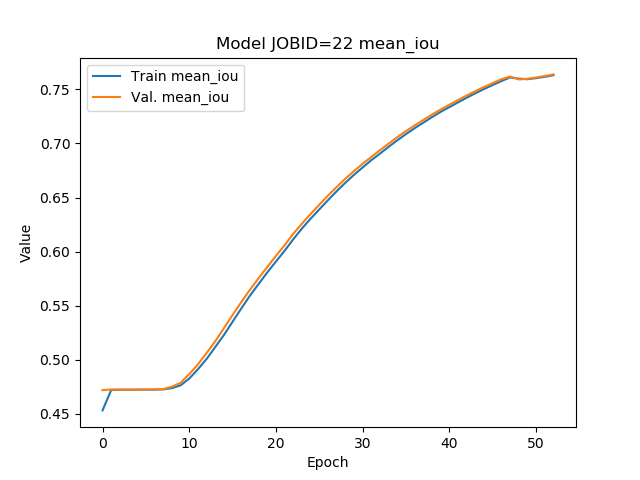 Model JOBID=22 mean_iou
Train mean_iou
Val. mean_iou
0.75
0.70
0.65
0.60
0.55
0.50
0.45
Value
0 10 20 30 40 50
Epoch